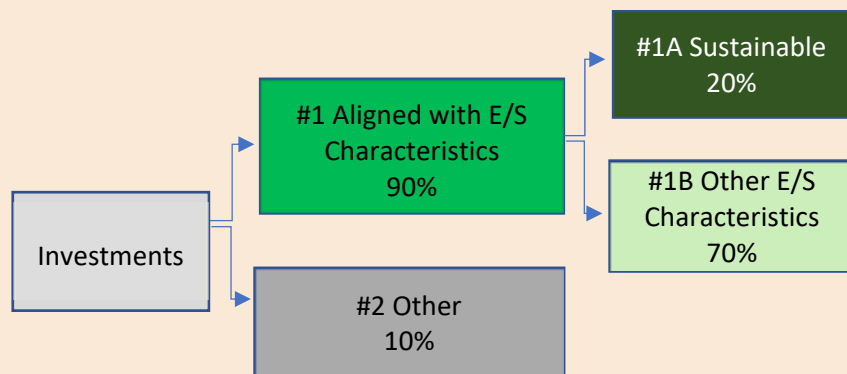 Investments
#1 Aligned with E/S
Characteristics
90%
#2 Other
10%
#1A Sustainable
20%
#1B Other E/S
Characteristics
70%